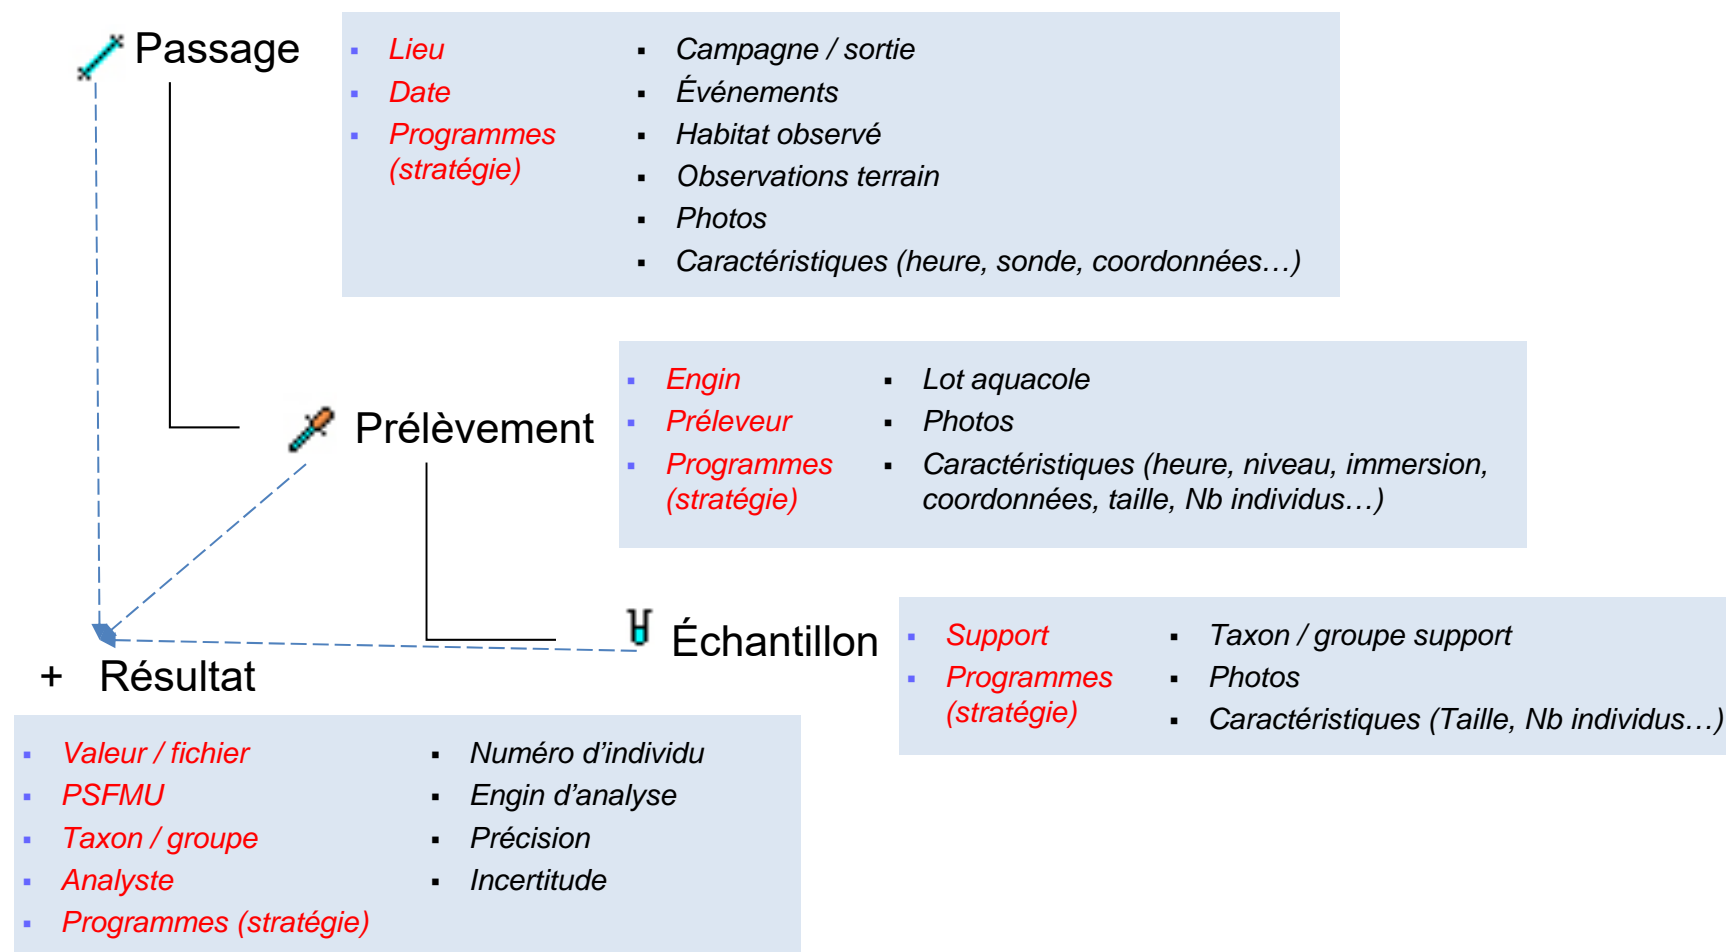 Passage
Lieu
Date
Programmes
(stratégie)
Campagne / sortie
Événements
Habitat observé
Observations terrain
Photos
Caractéristiques (heure, sonde, coordonnées…)
Prélèvement
Engin
Préleveur
Programmes
(stratégie)
Lot aquacole
Photos
Caractéristiques (heure, niveau, immersion,
coordonnées, taille, Nb individus…)
Échantillon
Support
Programmes
(stratégie)
Taxon / groupe support
Photos
Caractéristiques (Taille, Nb individus…)
+ Résultat
Valeur / fichier
PSFMU
Taxon / groupe
Analyste
Programmes (stratégie)
Numéro d’individu
Engin d’analyse
Précision
Incertitude